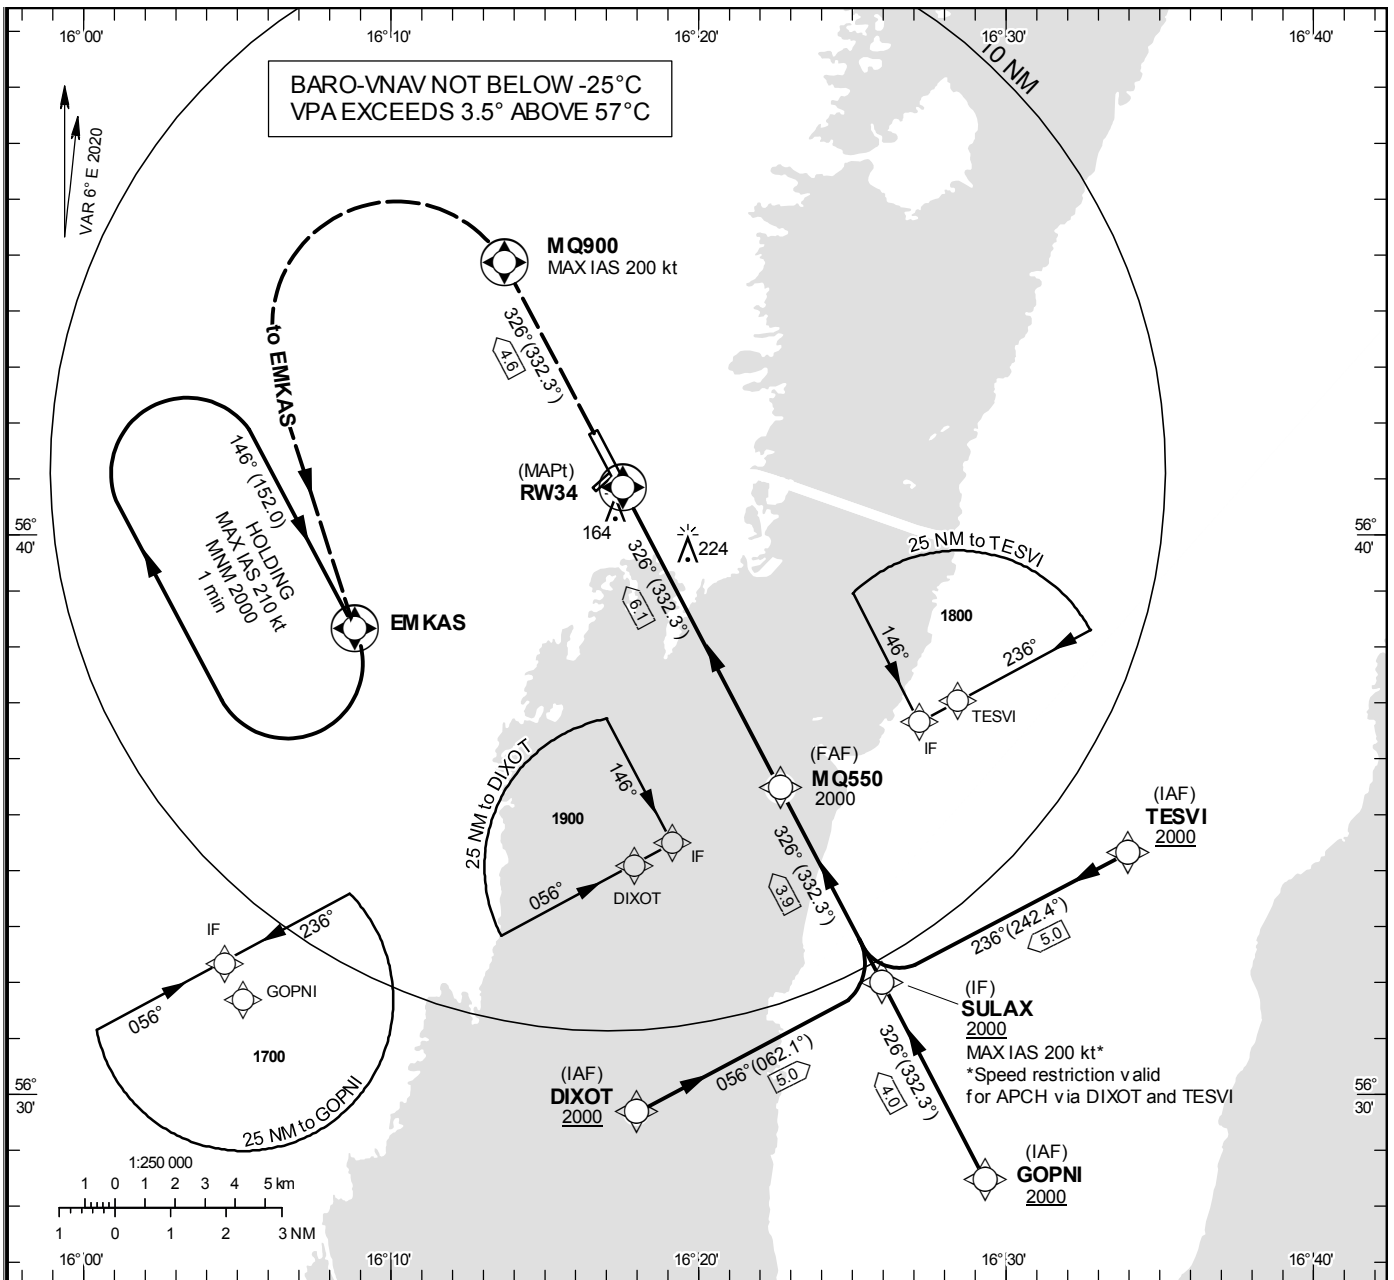 16° 00'
16° 10'
16° 20'
16° 30'
16° 40'
10 NM
BARO-VNAV NOT BELOW -25°C
VPA EXCEEDS 3.5° ABOVE 57°C
VAR 6° E 2020
MQ900
MAX IAS 200 kt
326°(332.3°)
4.6
to EMKAS
146° (152.0)
HOLDING
MAX IAS 210 kt
MNM 2000
1 min
(MAPt)
RW34
164
224
56°
40'
56°
40'
326° (332.3°)
6.1
25 NM to TESVI
1800
146°
236°
TESVI
IF
EMKAS
25 NM to DIXOT
1900
146°
IF
DIXOT
056°
(FAF)
MQ550
2000
326° (332.3°)
3.9
(IAF)
TESVI
2000
236°(242.4°)
5.0
IF
236°
GOPNI
056°
1700
25 NM to GOPNI
(IF)
SULAX
2000
MAX IAS 200 kt*
*Speed restriction valid
for APCH via DIXOT and TESVI
056°(062.1°)
5.0
(IAF)
DIXOT
2000
326°(332.3°)
4.0
56°
30'
56°
30'
(IAF)
GOPNI
2000
1:250 000
1 0 1 2 3 4 5 km
1 0 1 2 3 NM
16° 00'
16° 10'
16° 20'
16° 30'
16° 40'